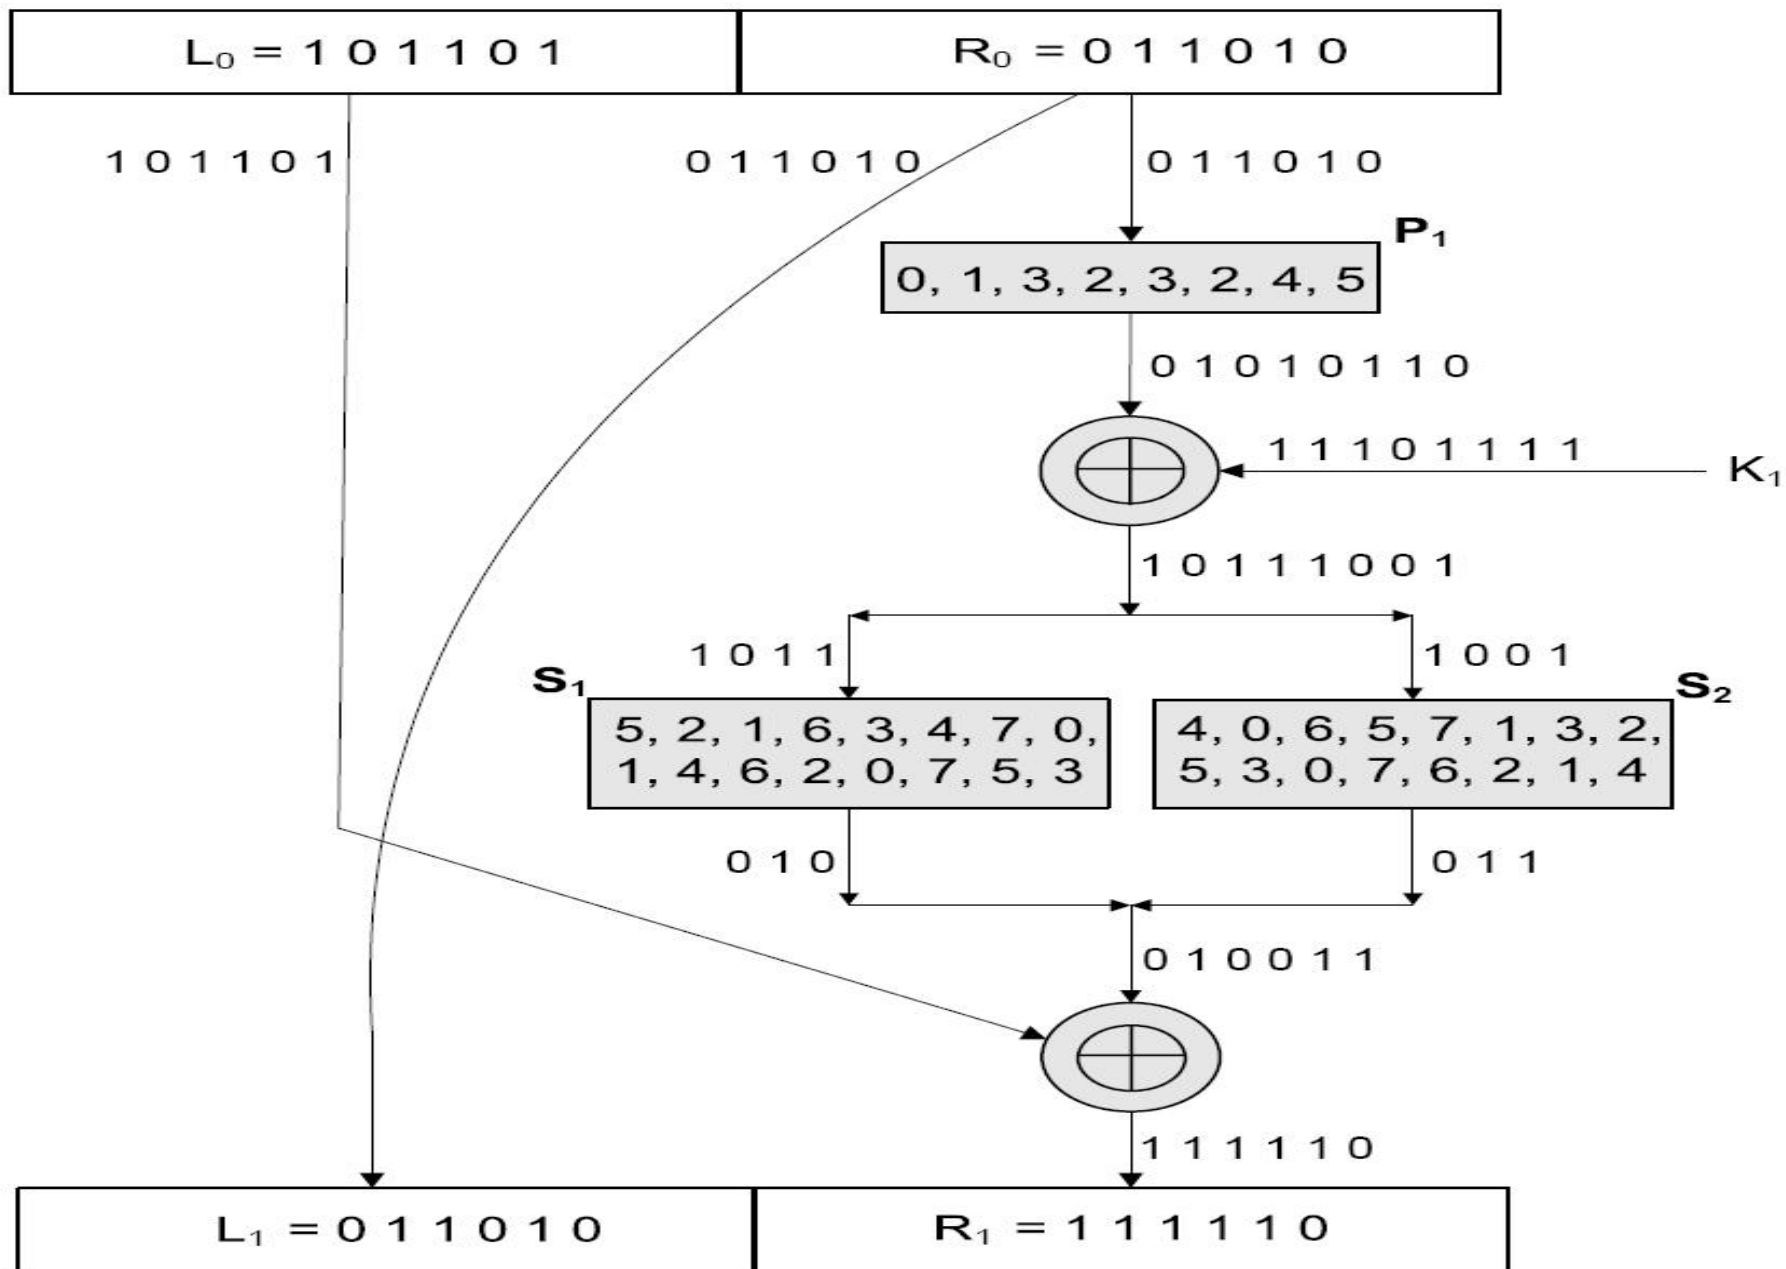 L₀ = 1 0 1 1 0 1
R₀ = 0 1 1 0 1 0
1 0 1 1 0 1
0 1 1 0 1 0
0 1 1 0 1 0
P₁
0, 1, 3, 2, 3, 2, 4, 5
0 1 0 1 0 1 1 0
1 1 1 0 1 1 1 1
K₁
1 0 1 1 1 0 0 1
1 0 1 1
1 0 0 1
S₁
S₂
5, 2, 1, 6, 3, 4, 7, 0,
1, 4, 6, 2, 0, 7, 5, 3
4, 0, 6, 5, 7, 1, 3, 2,
5, 3, 0, 7, 6, 2, 1, 4
0 1 0
0 1 1
0 1 0 0 1 1
1 1 1 1 1 0
L₁ = 0 1 1 0 1 0
R₁ = 1 1 1 1 1 0